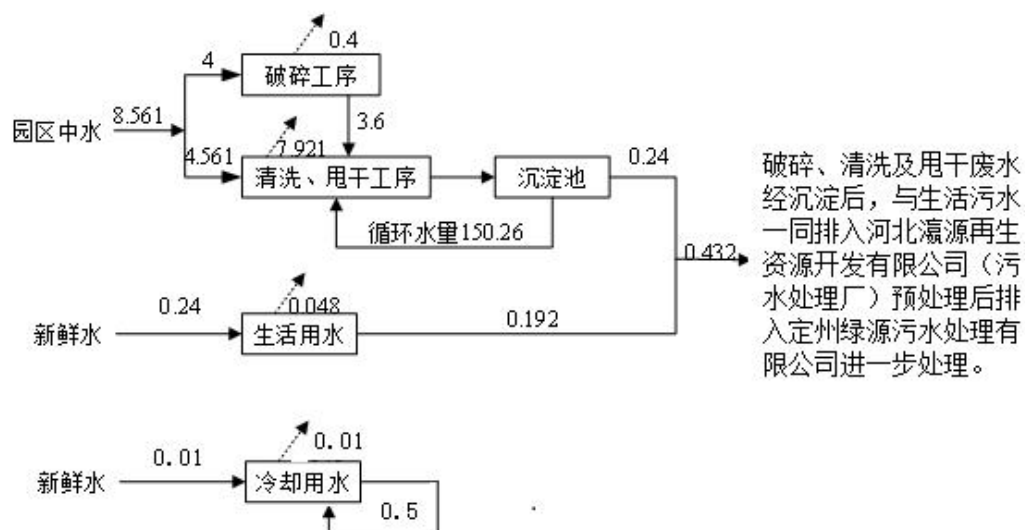 0.4
4
破碎工序
8.561
园区中水
3.6
4.561
7.921
清洗、甩干工序
沉淀池
0.24
循环水量150.26
破碎、清洗及甩干废水
经沉淀后，与生活污水
一同排入河北瀛源再生
资源开发有限公司（污
水处理厂）预处理后排
入定州绿源污水处理有
限公司进一步处理。
0.432
0.24
0.048
新鲜水
生活用水
0.192
0.01
0.01
新鲜水
冷却用水
0.5